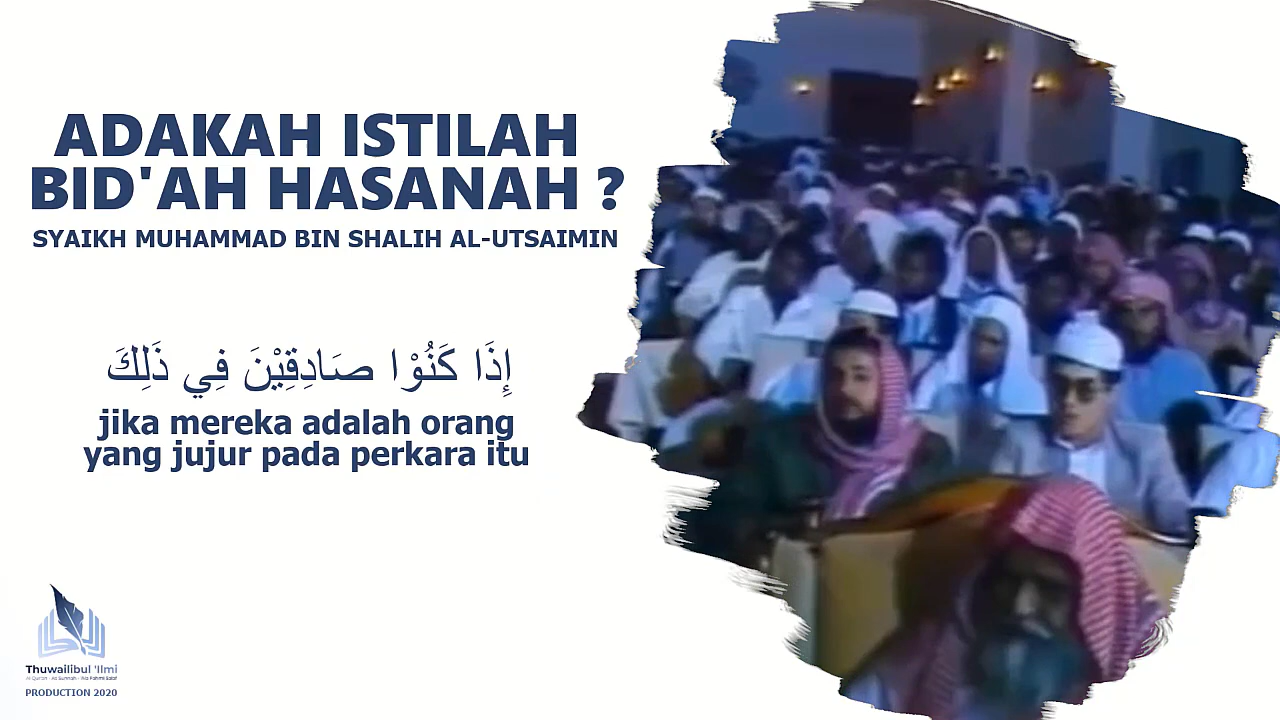 ADAKAH ISTILAH
BID'AH HASANAH ?
SYAIKH MUHAMMAD BIN SHALIH AL-UTSAIMIN
إِذَا كَنُوْا صَادِقِيْنَ فِي ذَلِكَ
jika mereka adalah orang
yang jujur pada perkara itu
Thuwailibul 'Ilmi
PRODUCTION 2020